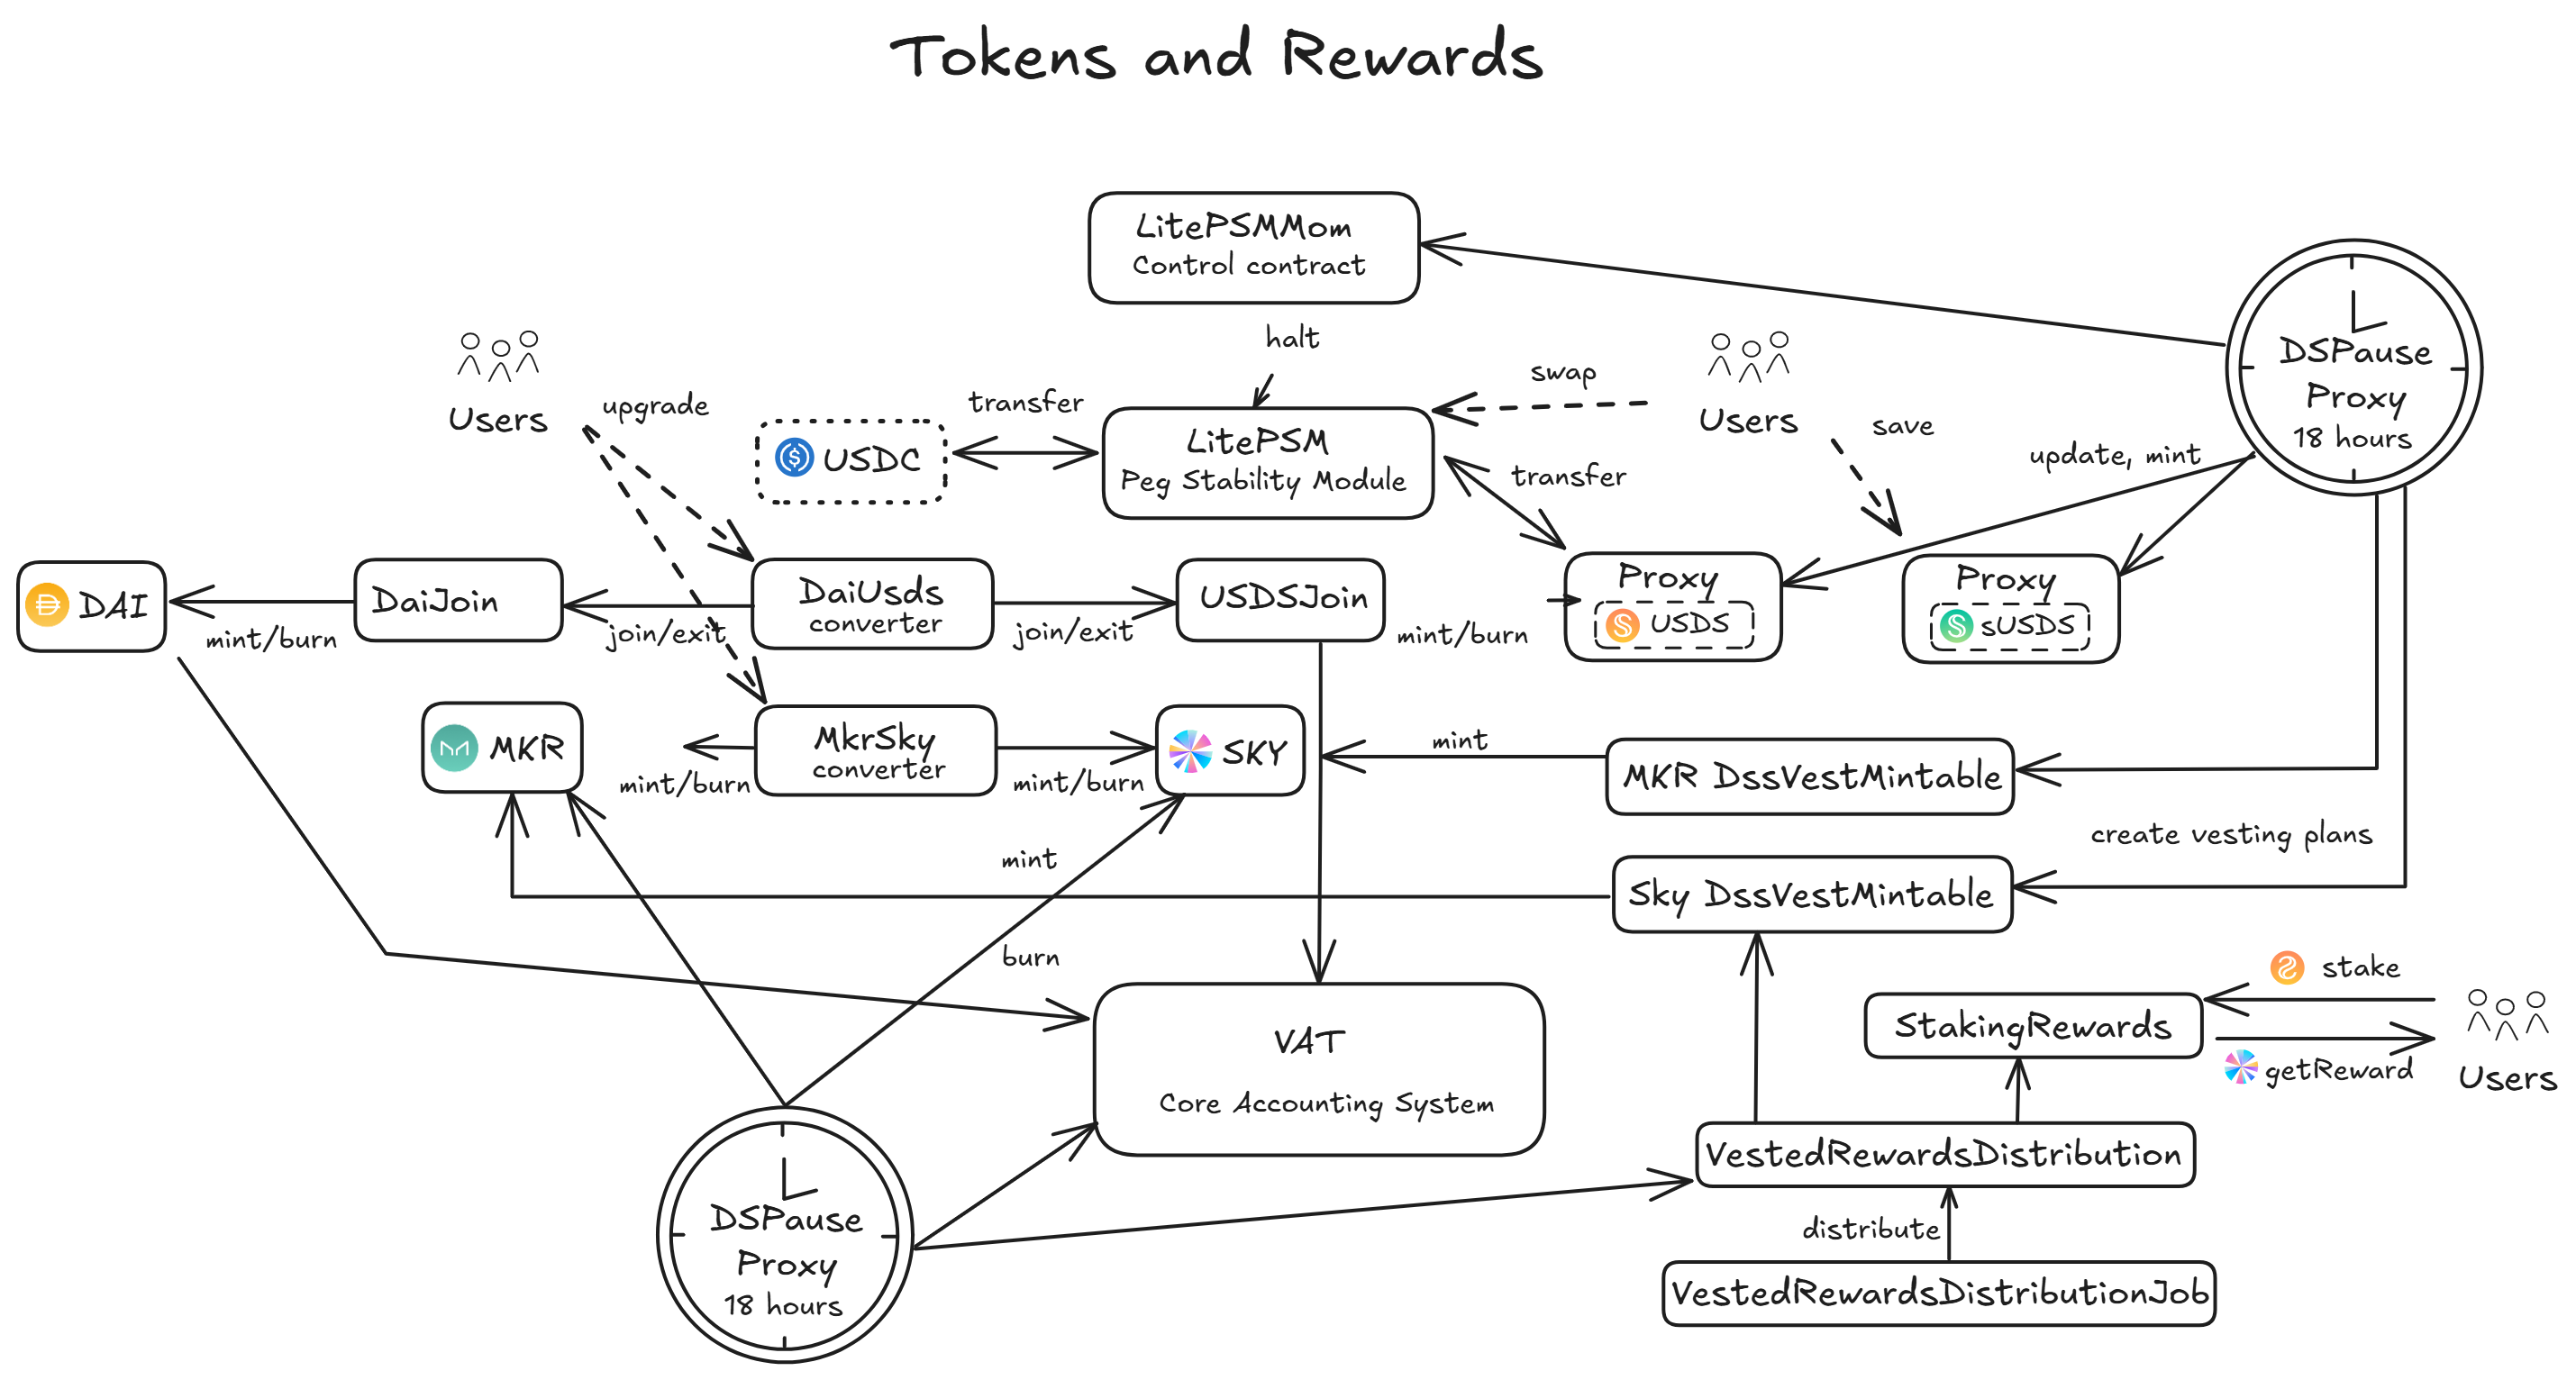 Tokens and Rewards
LitePSMMom
Control contract
halt
Users
upgrade
transfer
USDC
LitePSM
Peg Stability Module
swap
Users
save
transfer
update, mint
DSPause
Proxy
18 hours
DAI
mint/burn
DaiJoin
join/exit
DaiUsds
converter
join/exit
USDSJoin
mint/burn
Proxy
USDS
Proxy
sUSDS
MKR
mint/burn
MkrSky
converter
mint/burn
SKY
mint
MKR DssVestMintable
create vesting plans
mint
Sky DssVestMintable
burn
VAT
Core Accounting System
stake
StakingRewards
getReward
Users
VestedRewardsDistribution
distribute
VestedRewardsDistributionJob
DSPause
Proxy
18 hours